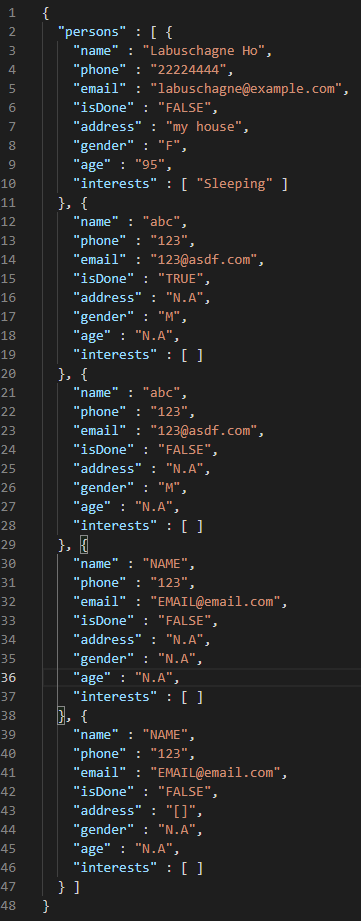 1 {
2   "persons" : [ {
3     "name" : "Labuschagne Ho",
4     "phone" : "22224444",
5     "email" : "labuschagne@example.com",
6     "isDone" : "FALSE",
7     "address" : "my house",
8     "gender" : "F",
9     "age" : "95",
10     "interests" : [ "Sleeping" ]
11   }, {
12     "name" : "abc",
13     "phone" : "123",
14     "email" : "123@asdf.com",
15     "isDone" : "TRUE",
16     "address" : "N.A",
17     "gender" : "M",
18     "age" : "N.A",
19     "interests" : [ ]
20   }, {
21     "name" : "abc",
22     "phone" : "123",
23     "email" : "123@asdf.com",
24     "isDone" : "FALSE",
25     "address" : "N.A",
26     "gender" : "M",
27     "age" : "N.A",
28     "interests" : [ ]
29   }, {
30     "name" : "NAME",
31     "phone" : "123",
32     "email" : "EMAIL@email.com",
33     "isDone" : "FALSE",
34     "address" : "N.A",
35     "gender" : "N.A",
36     "age" : "N.A",
37     "interests" : [ ]
38   }, {
39     "name" : "NAME",
40     "phone" : "123",
41     "email" : "EMAIL@email.com",
42     "isDone" : "FALSE",
43     "address" : "[]",
44     "gender" : "N.A",
45     "age" : "N.A",
46     "interests" : [ ]
47   } ]
48 }